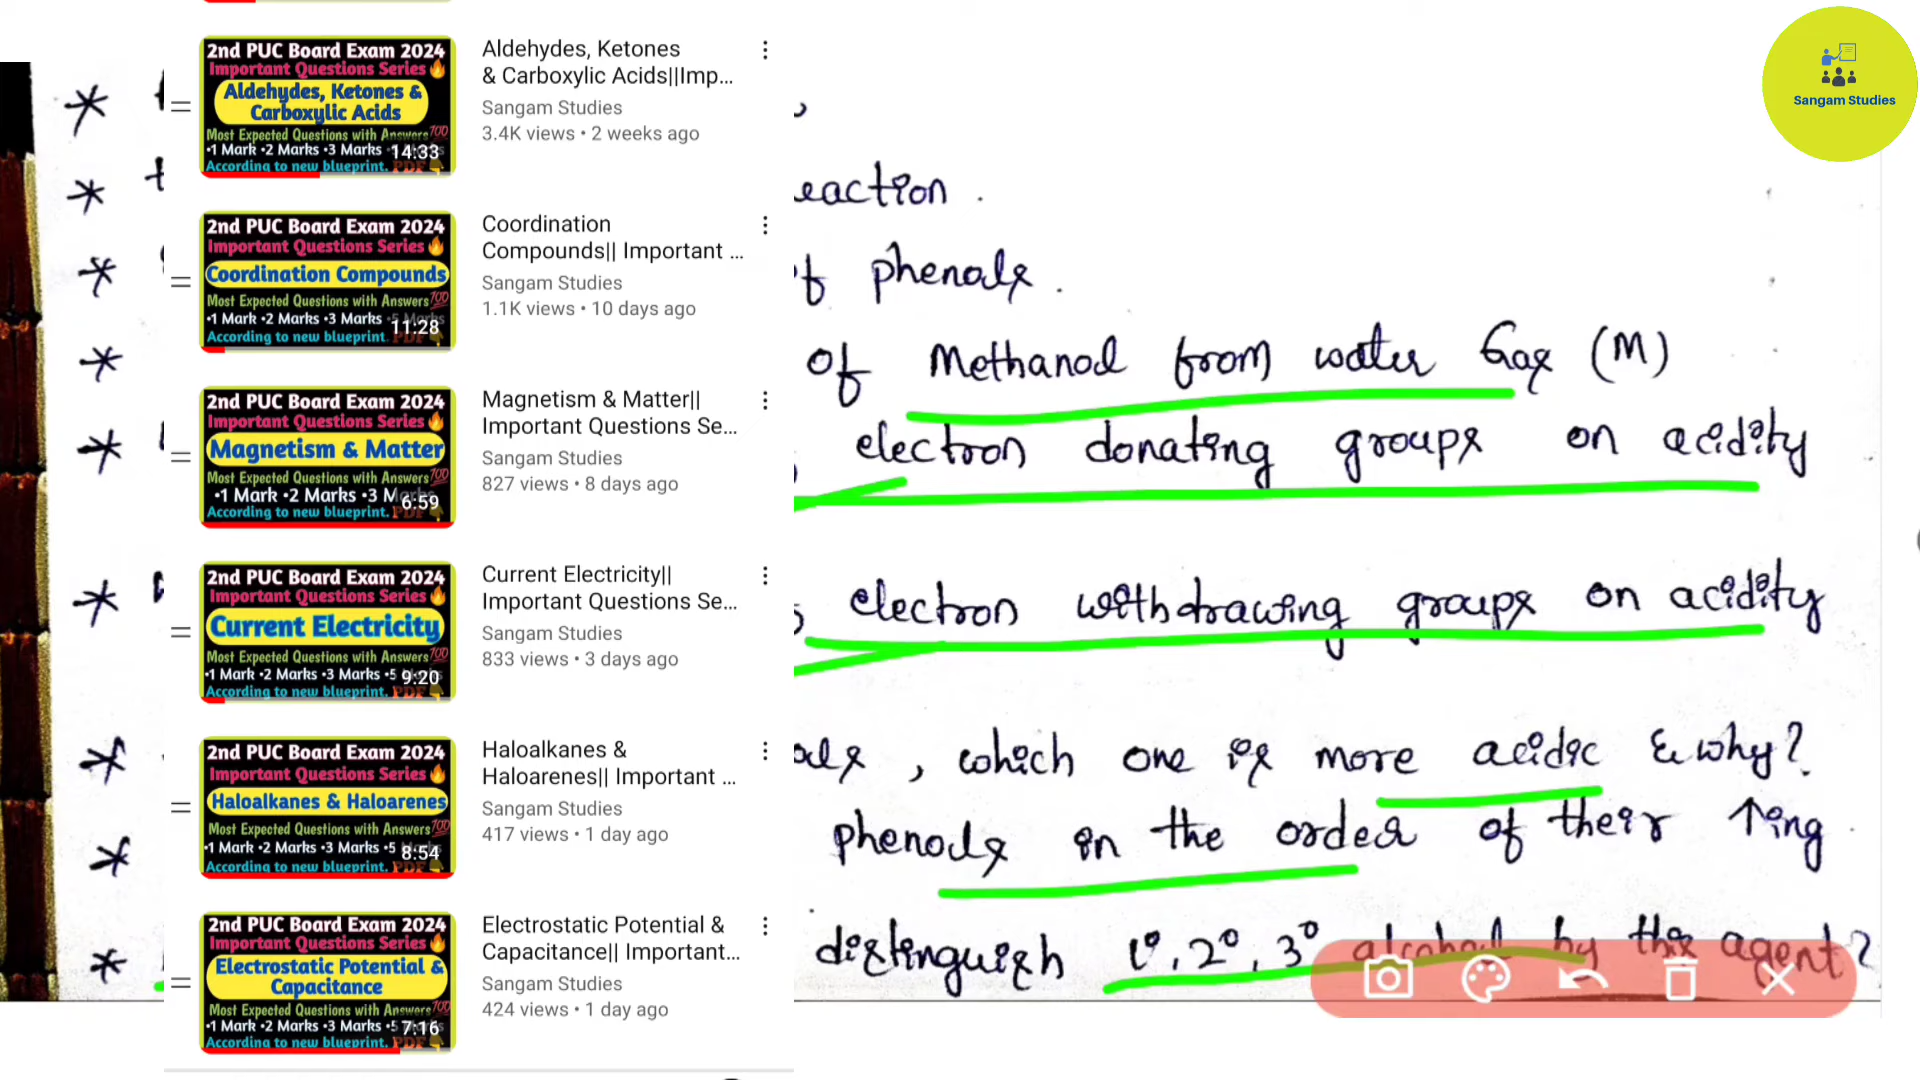 2nd PUC Board Exam 2024
Important Questions Series🔥
Aldehydes, Ketones &
Carboxylic Acids
Most Expected Questions with Answers💯
•1 Mark •2 Marks •3 Marks
14:33
According to new blueprint. PDF
Aldehydes, Ketones
& Carboxylic Acids||Imp...
Sangam Studies
3.4K views • 2 weeks ago
2nd PUC Board Exam 2024
Important Questions Series🔥
Coordination Compounds
Most Expected Questions with Answers💯
•1 Mark •2 Marks •3 Marks •5 Marks
11:28
According to new blueprint. PDF
Coordination
Compounds|| Important ...
Sangam Studies
1.1K views • 10 days ago
2nd PUC Board Exam 2024
Important Questions Series🔥
Magnetism & Matter
Most Expected Questions with Answers💯
•1 Mark •2 Marks •3 Marks
6:59
According to new blueprint. PDF
Magnetism & Matter||
Important Questions Se...
Sangam Studies
827 views • 8 days ago
2nd PUC Board Exam 2024
Important Questions Series🔥
Current Electricity
Most Expected Questions with Answers💯
•1 Mark •2 Marks •3 Marks •5
9:20
According to new blueprint. PDF
Current Electricity||
Important Questions Se...
Sangam Studies
833 views • 3 days ago
2nd PUC Board Exam 2024
Important Questions Series🔥
Haloalkanes & Haloarenes
Most Expected Questions with Answers💯
•1 Mark •2 Marks •3 Marks •5
8:54
According to new blueprint. PDF
Haloalkanes &
Haloarenes|| Important ...
Sangam Studies
417 views • 1 day ago
2nd PUC Board Exam 2024
Important Questions Series🔥
Electrostatic Potential &
Capacitance
Most Expected Questions with Answers💯
•1 Mark •2 Marks •3 Marks •5
7:16
According to new blueprint. PDF
Electrostatic Potential &
Capacitance|| Important...
Sangam Studies
424 views • 1 day ago
eaction.
of phenols.
of Methanol from water Gas (M)
electron donating groups on acidity
electron withdrawing groups on acidity
ols, which one is more acidic & why?
phenols in the order of their ↑ing
distinguish 1°, 2°, 3° alcohol by this agent?
Sangam Studies